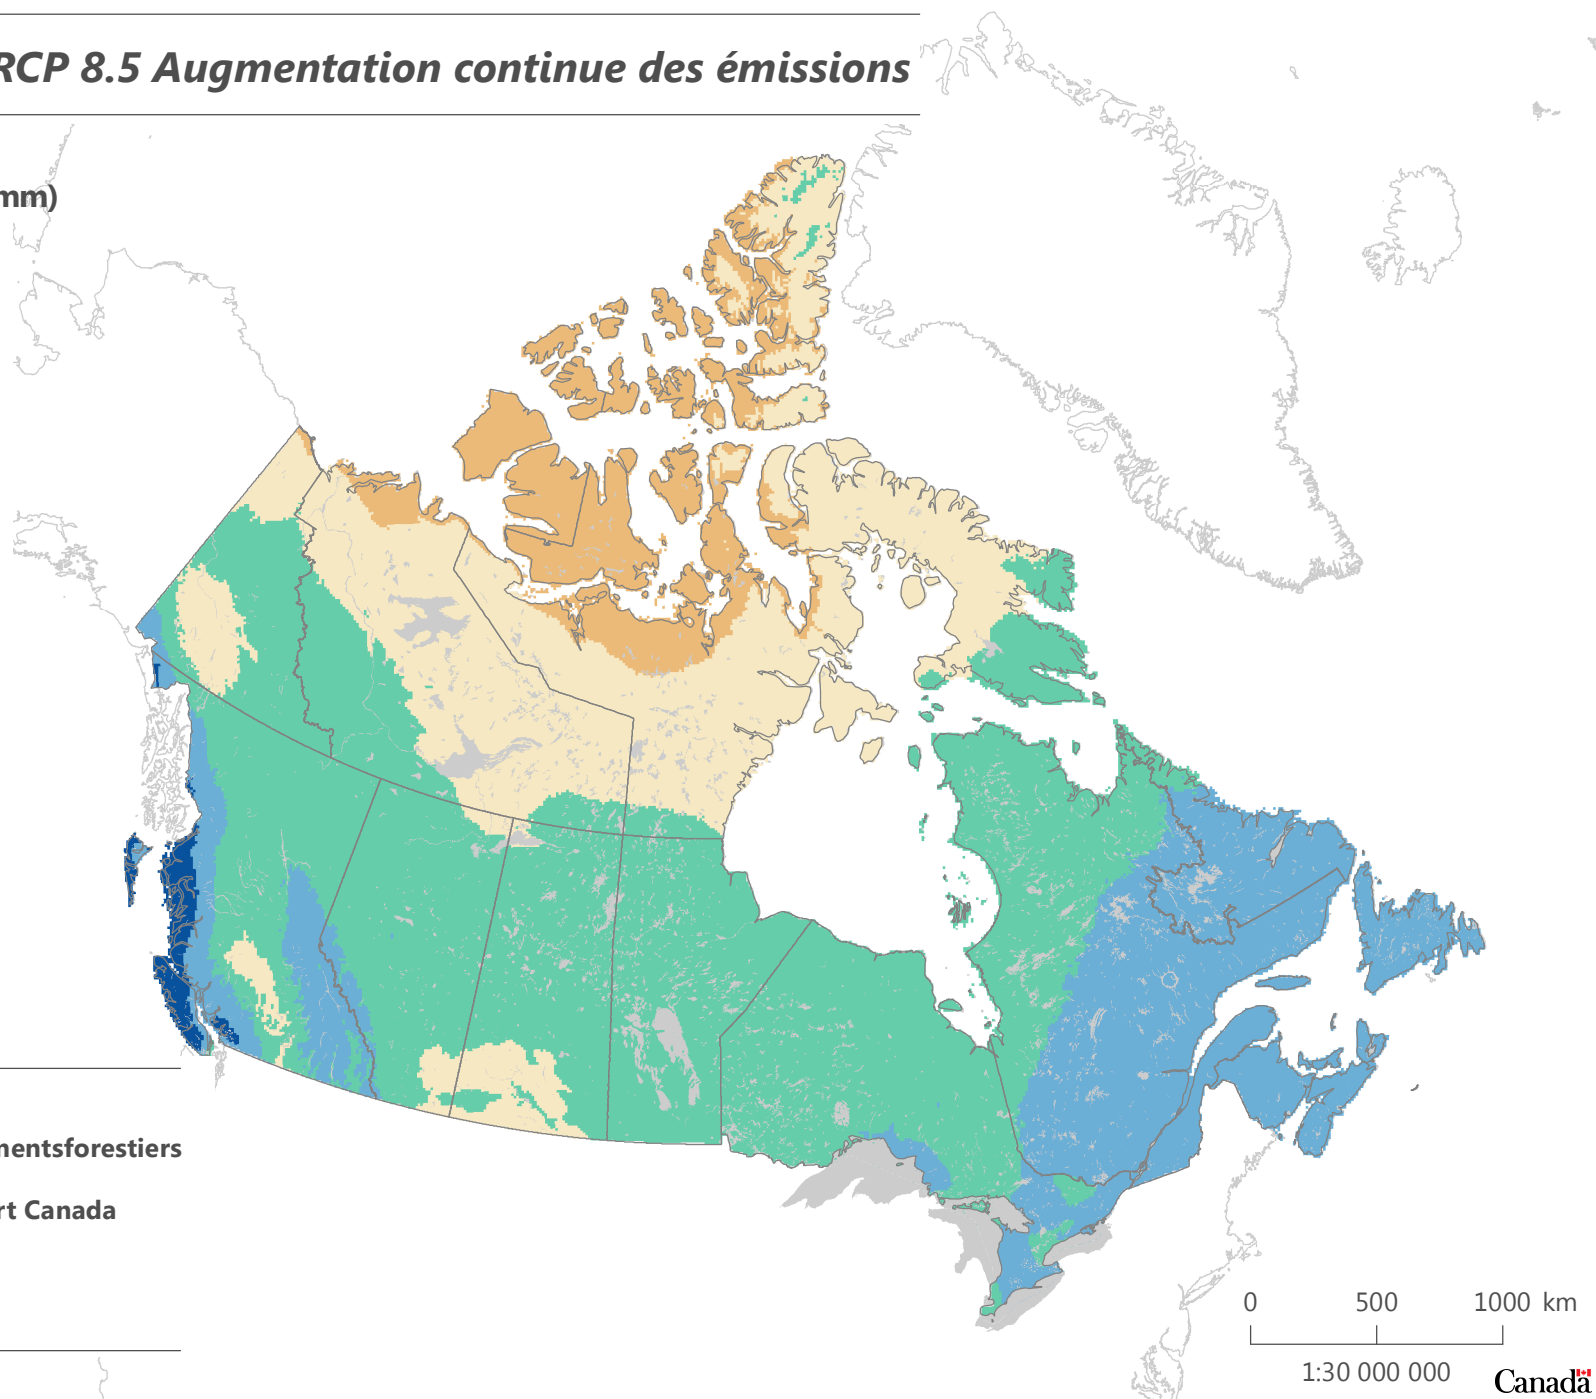 RCP 8.5 Augmentation continue des émissions
mm)
mentsforestiers
rt Canada
0 500 1000 km
1:30 000 000
Canada